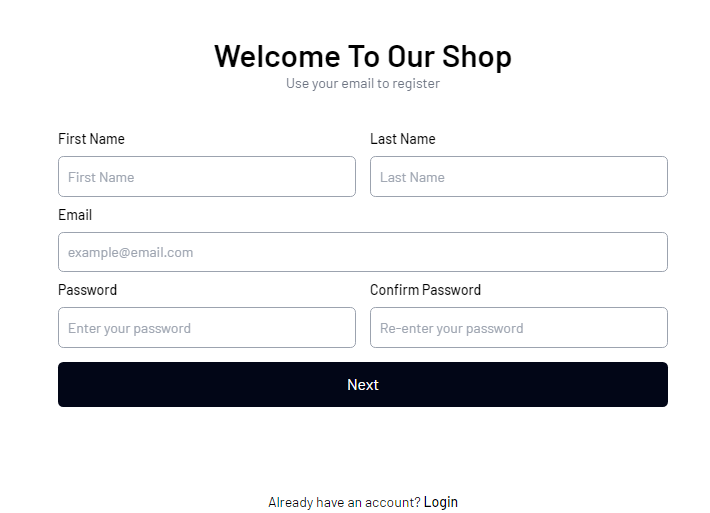 Welcome To Our Shop
Use your email to register
First Name Last Name
First Name Last Name
Email
example@email.com
Password Confirm Password
Enter your password Re-enter your password
Next
Already have an account? Login